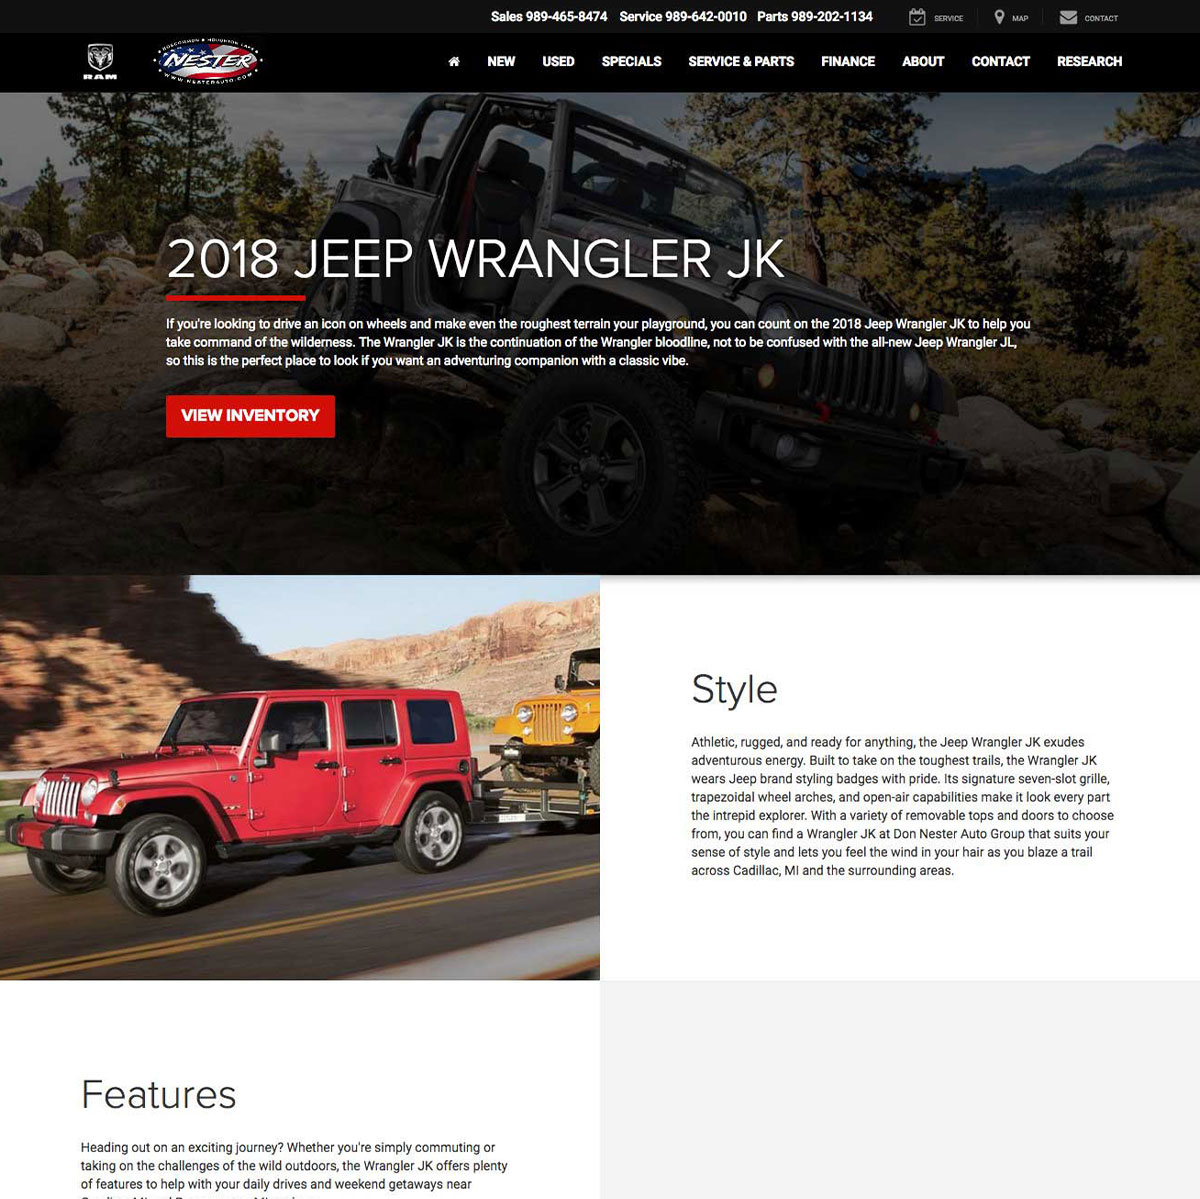 Sales 989-465-8474 Service 989-642-0010 Parts 989-202-1134 SERVICE MAP CONTACT
RAM
ROSCOMMON ★ HOUGHTON LAKE
NESTER
WWW.NESTERAUTO.COM
NEW USED SPECIALS SERVICE & PARTS FINANCE ABOUT CONTACT RESEARCH
2018 JEEP WRANGLER JK
If you're looking to drive an icon on wheels and make even the roughest terrain your playground, you can count on the 2018 Jeep Wrangler JK to help you
take command of the wilderness. The Wrangler JK is the continuation of the Wrangler bloodline, not to be confused with the all-new Jeep Wrangler JL,
so this is the perfect place to look if you want an adventuring companion with a classic vibe.
VIEW INVENTORY
Style
Athletic, rugged, and ready for anything, the Jeep Wrangler JK exudes
adventurous energy. Built to take on the toughest trails, the Wrangler JK
wears Jeep brand styling badges with pride. Its signature seven-slot grille,
trapezoidal wheel arches, and open-air capabilities make it look every part
the intrepid explorer. With a variety of removable tops and doors to choose
from, you can find a Wrangler JK at Don Nester Auto Group that suits your
sense of style and lets you feel the wind in your hair as you blaze a trail
across Cadillac, MI and the surrounding areas.
Features
Heading out on an exciting journey? Whether you're simply commuting or
taking on the challenges of the wild outdoors, the Wrangler JK offers plenty
of features to help with your daily drives and weekend getaways near